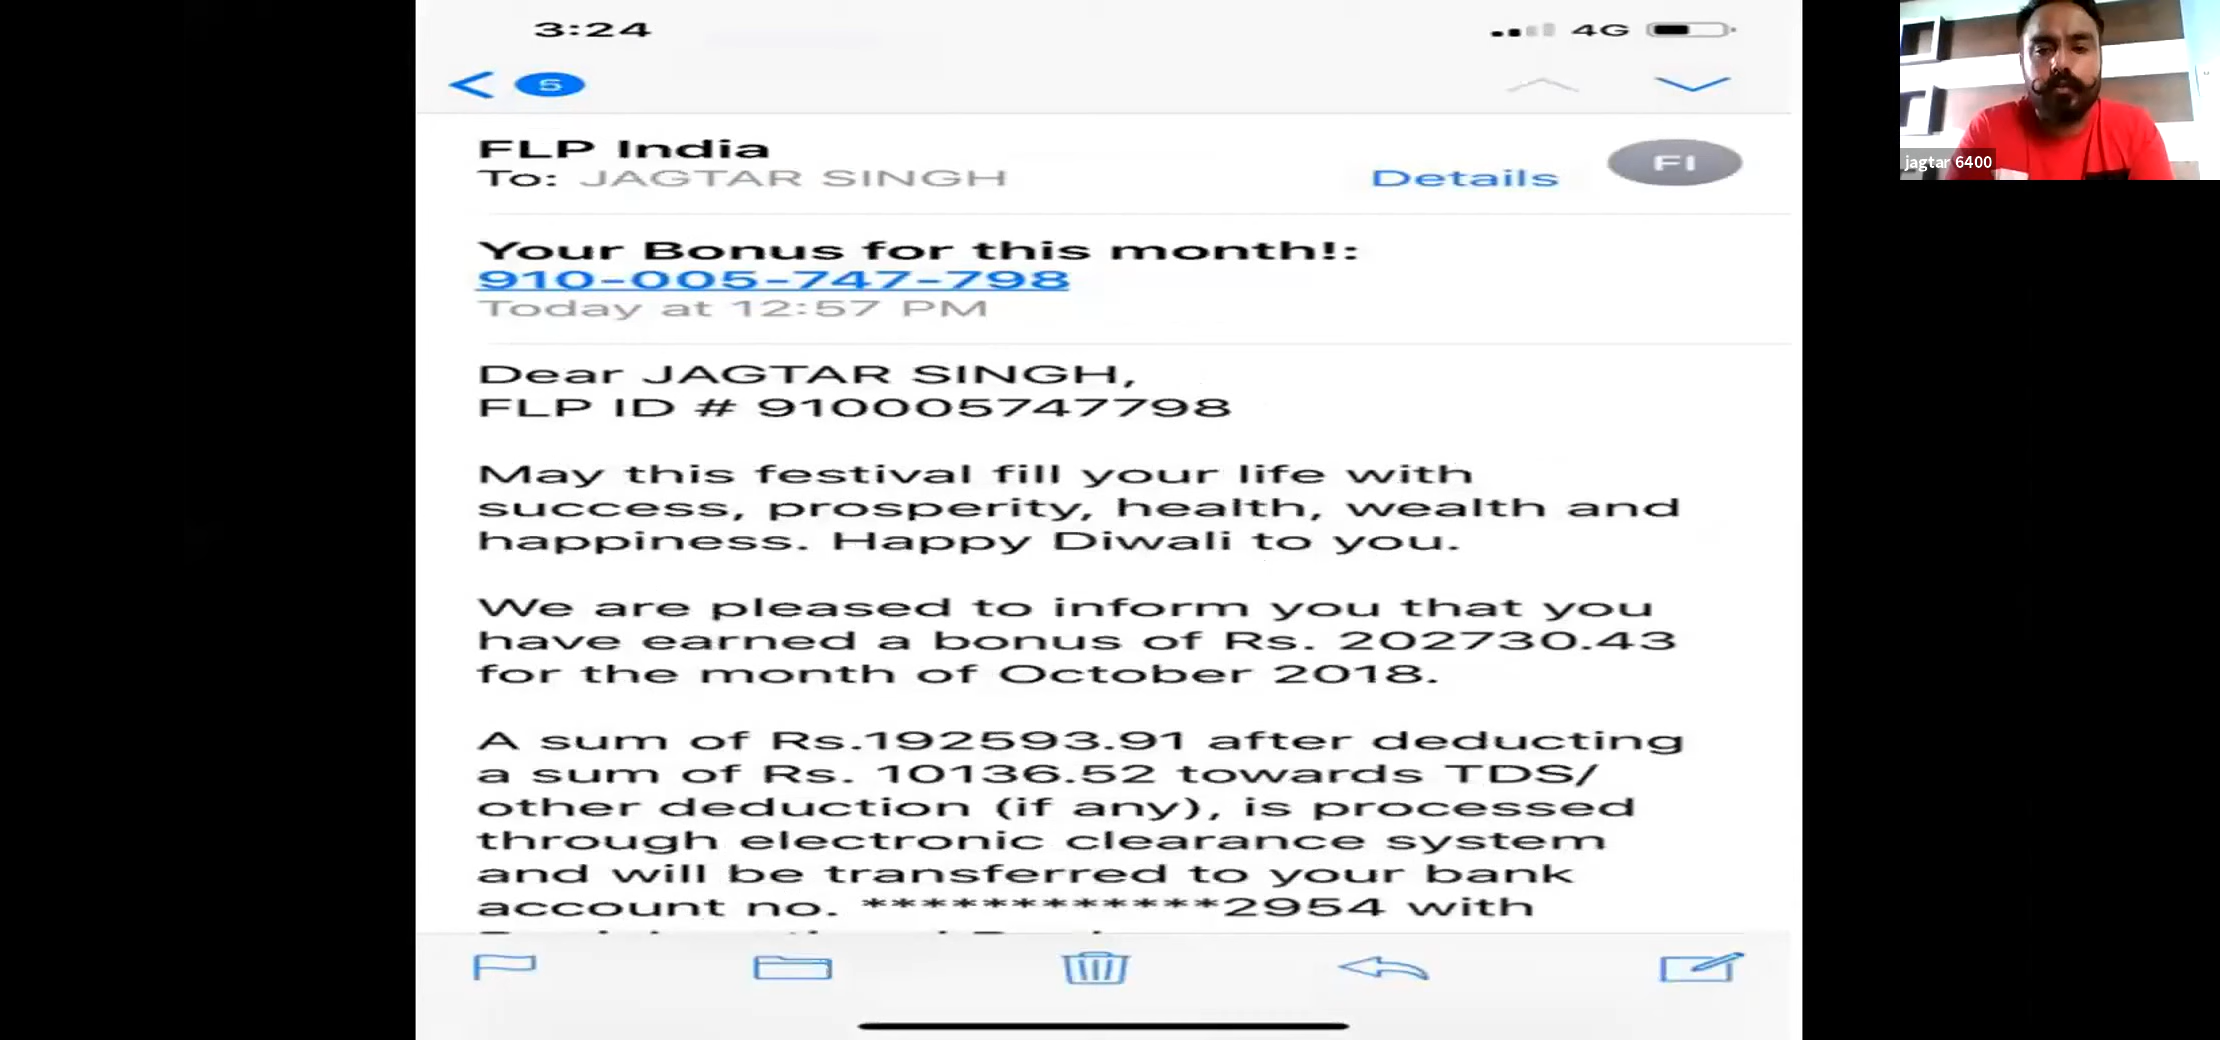 3:24
4G
5
FLP India
To: JAGTAR SINGH
Details
FI
Your Bonus for this month!:
910-005-747-798
Today at 12:57 PM
Dear JAGTAR SINGH,
FLP ID # 910005747798
May this festival fill your life with
success, prosperity, health, wealth and
happiness. Happy Diwali to you.
We are pleased to inform you that you
have earned a bonus of Rs. 202730.43
for the month of October 2018.
A sum of Rs.192593.91 after deducting
a sum of Rs. 10136.52 towards TDS/
other deduction (if any), is processed
through electronic clearance system
and will be transferred to your bank
account no. ************2954 with
jagtar 6400